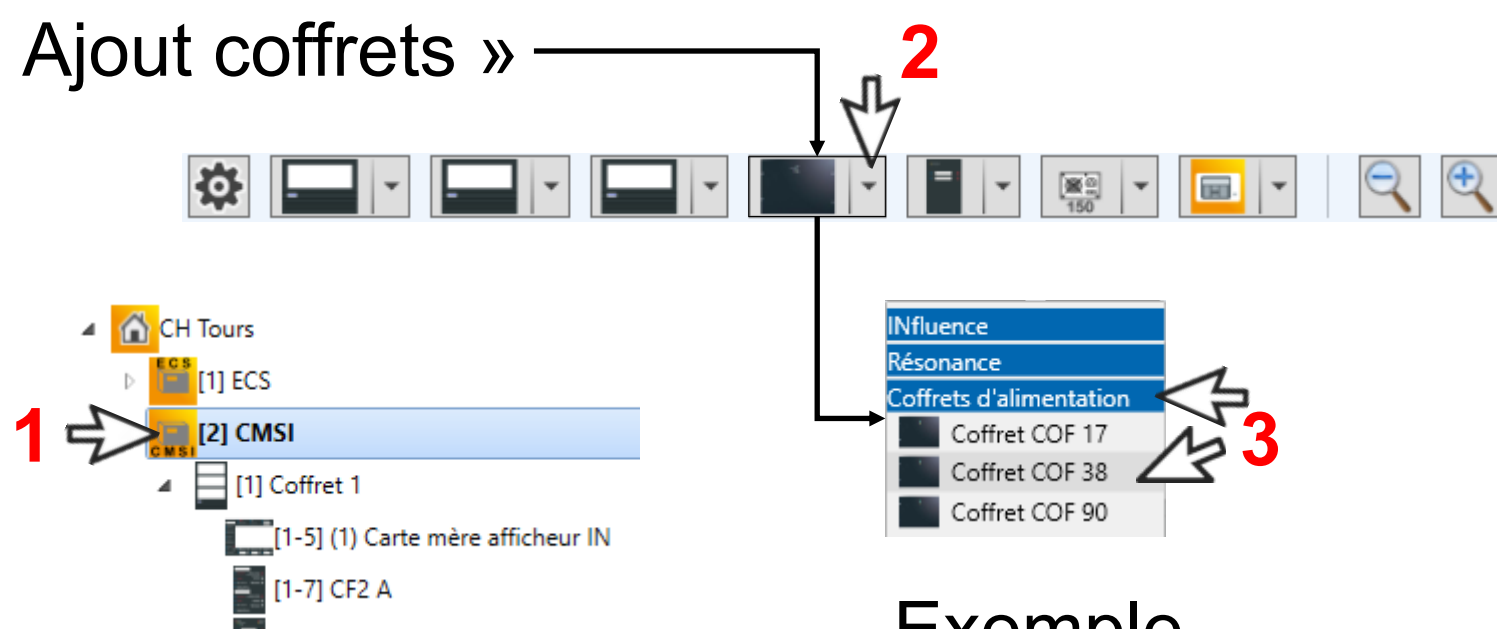 Ajout coffrets »
2
150
CH Tours
ECS
[1] ECS
1
CMSI
[2] CMSI
[1] Coffret 1
[1-5] (1) Carte mère afficheur IN
[1-7] CF2 A
INfluence
Résonance
Coffrets d'alimentation
Coffret COF 17
Coffret COF 38
Coffret COF 90
3
Exemple